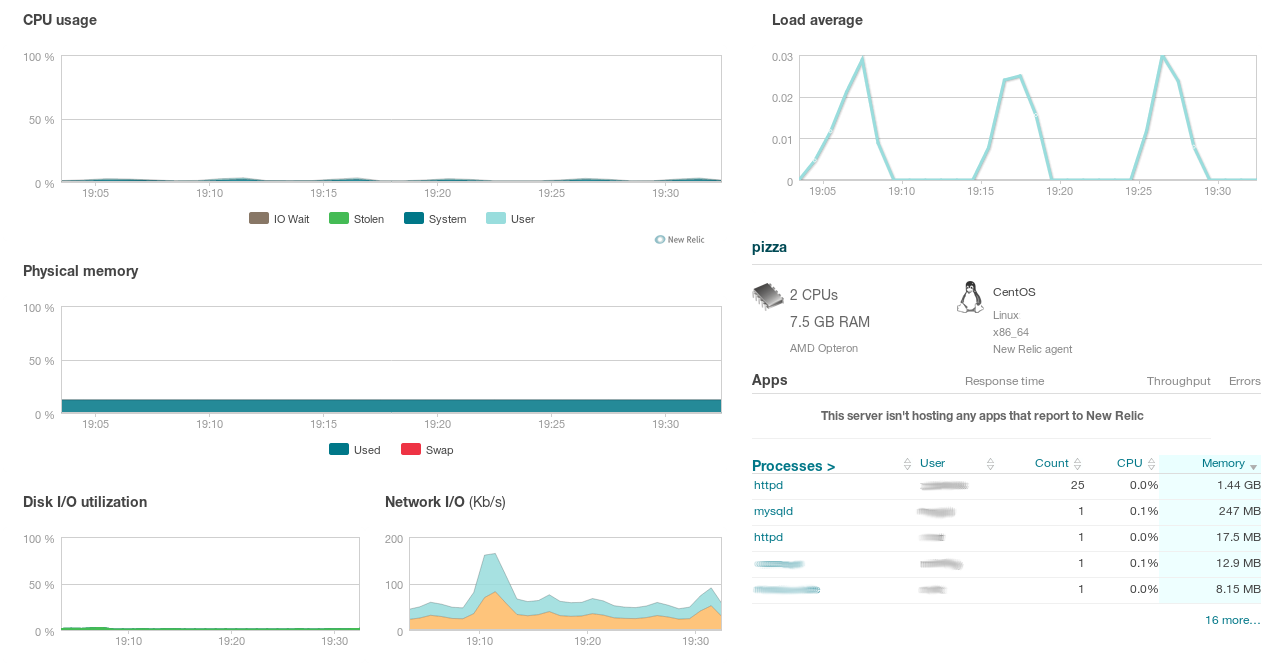 CPU usage
100 %
50 %
0 %
19:05 19:10 19:15 19:20 19:25 19:30
IO Wait Stolen System User
New Relic
Physical memory
100 %
50 %
0 %
19:05 19:10 19:15 19:20 19:25 19:30
Used Swap
Disk I/O utilization
100 %
50 %
0 %
19:10 19:20 19:30
Network I/O (Kb/s)
200
100
0
19:10 19:20 19:30
Load average
0.03
0.02
0.01
0
19:05 19:10 19:15 19:20 19:25 19:30
pizza
2 CPUs
7.5 GB RAM
AMD Opteron
CentOS
Linux
x86_64
New Relic agent
Apps Response time Throughput Errors
This server isn't hosting any apps that report to New Relic
Processes > User Count CPU Memory
httpd 25 0.0% 1.44 GB
mysqld 1 0.1% 247 MB
httpd 1 0.0% 17.5 MB
1 0.1% 12.9 MB
1 0.0% 8.15 MB
16 more...